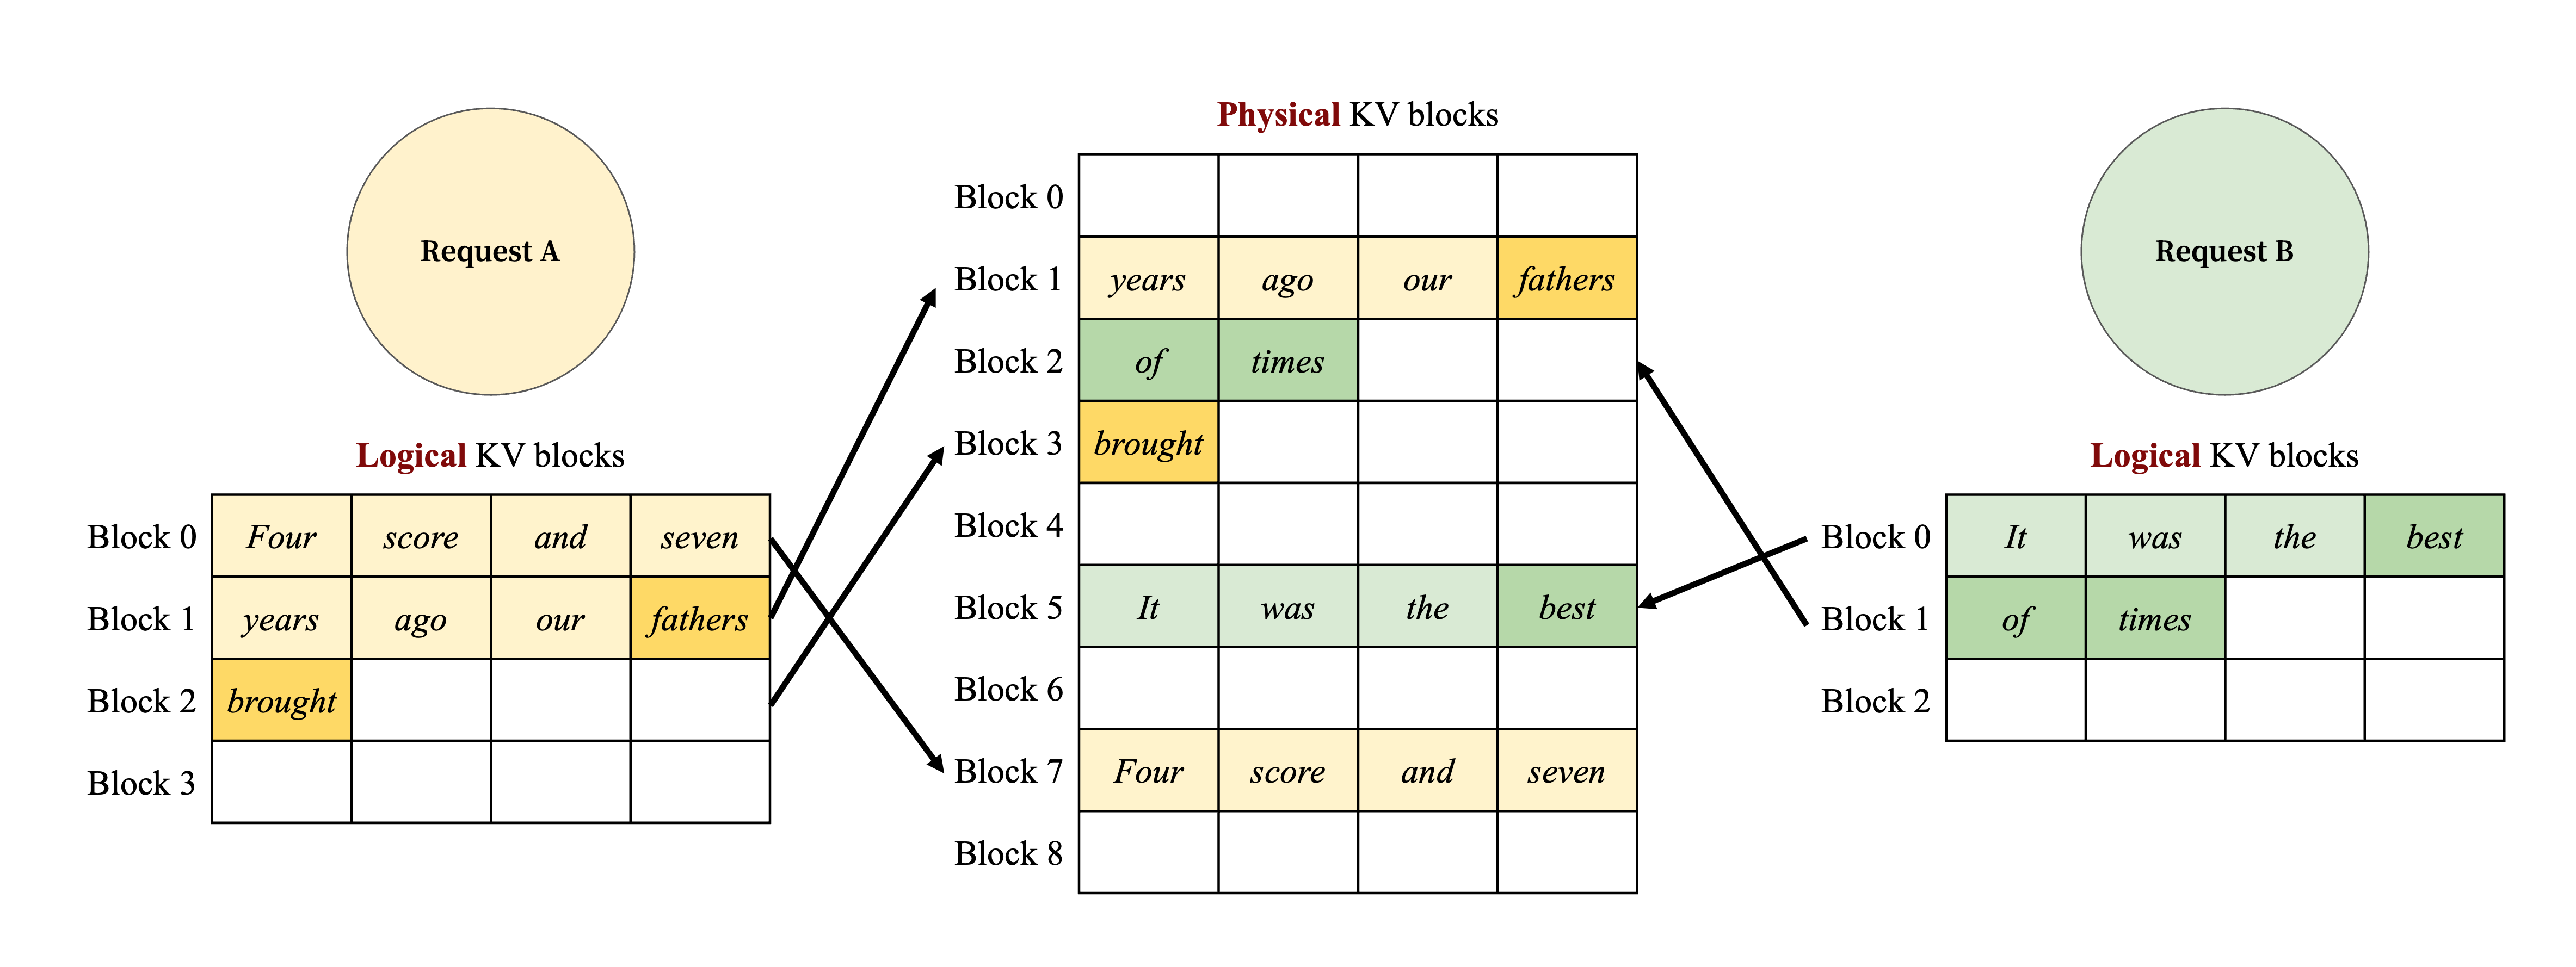 Request A
Logical KV blocks
Block 0 Four score and seven
Block 1 years ago our fathers
Block 2 brought
Block 3
Physical KV blocks
Block 0
Block 1 years ago our fathers
Block 2 of times
Block 3 brought
Block 4
Block 5 It was the best
Block 6
Block 7 Four score and seven
Block 8
Request B
Logical KV blocks
Block 0 It was the best
Block 1 of times
Block 2